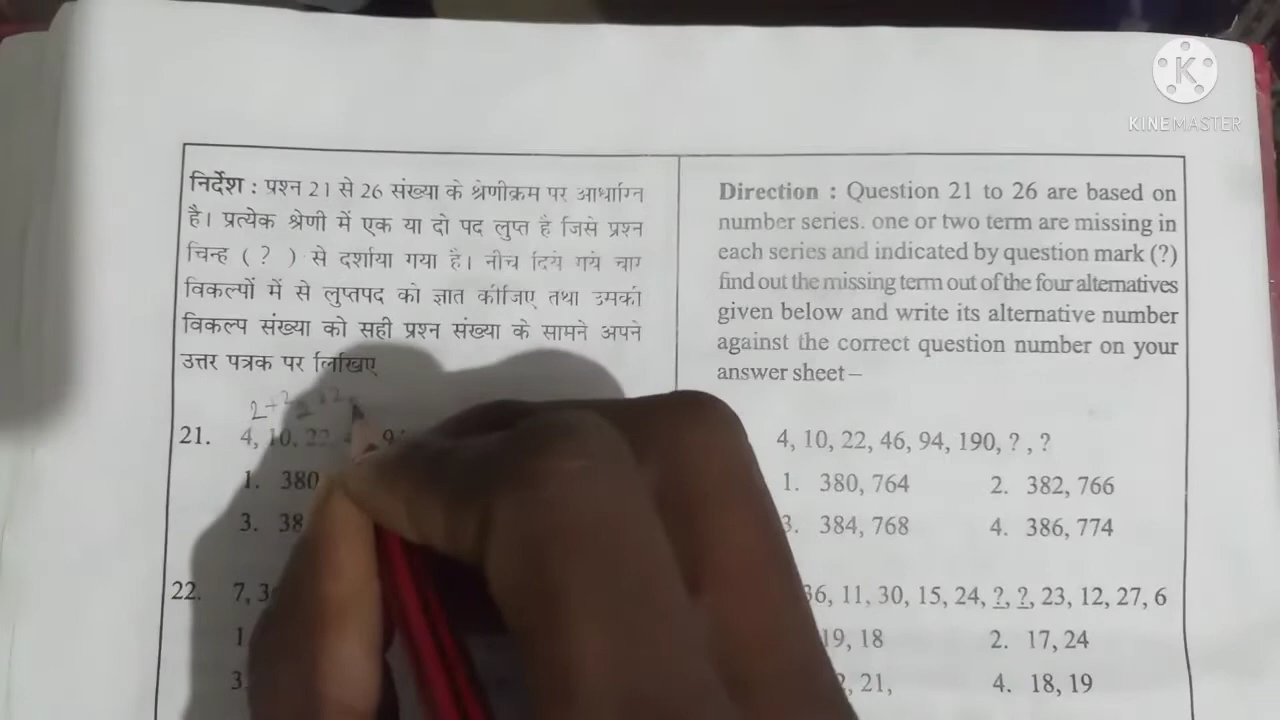 KINEMASTER
निर्देश : प्रश्न 21 से 26 संख्या के श्रेणीक्रम पर आधारित
है। प्रत्येक श्रेणी में एक या दो पद लुप्त है जिसे प्रश्न
चिन्ह ( ? ) से दर्शाया गया है। नीचे दिये गये चार
विकल्पों में से लुप्तपद को ज्ञात कीजिए तथा उसकी
विकल्प संख्या को सही प्रश्न संख्या के सामने अपने
उत्तर पत्रक पर लिखिए
21. 4, 10, 22,
1. 380
3. 38
22. 7,
1
3.
Direction : Question 21 to 26 are based on
number series. one or two term are missing in
each series and indicated by question mark (?)
find out the missing term out of the four alternatives
given below and write its alternative number
against the correct question number on your
answer sheet –
4, 10, 22, 46, 94, 190, ? , ?
1. 380, 764 2. 382, 766
3. 384, 768 4. 386, 774
36, 11, 30, 15, 24, ?, ?, 23, 12, 27, 6
19, 18 2. 17, 24
21, 4. 18, 19